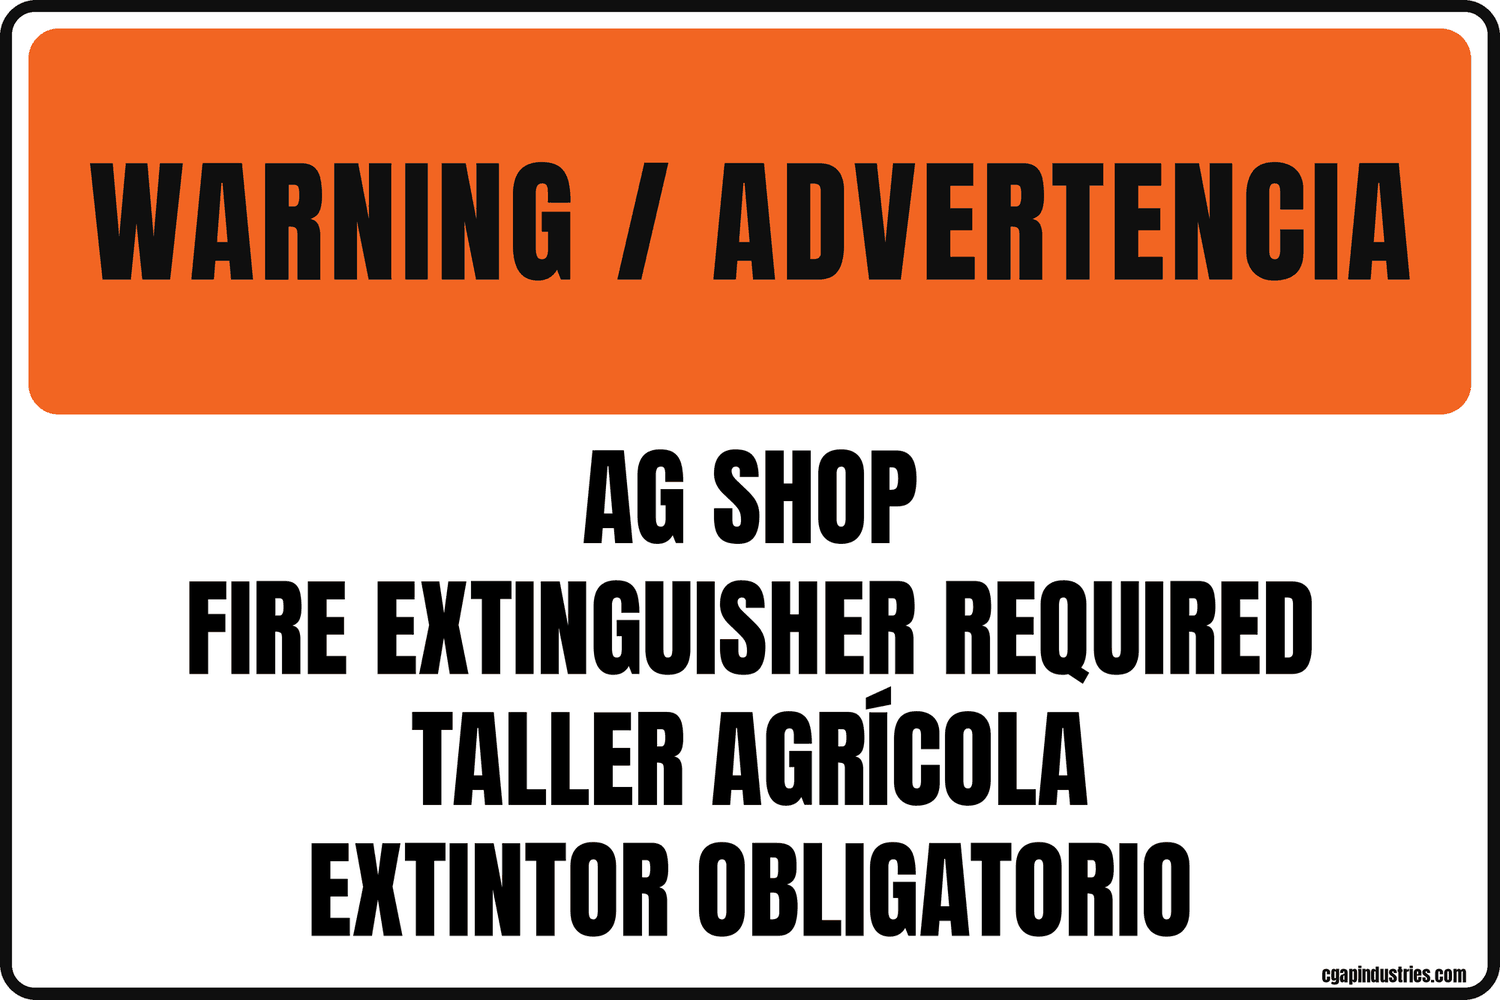 WARNING / ADVERTENCIA
AG SHOP
FIRE EXTINGUISHER REQUIRED
TALLER AGRÍCOLA
EXTINTOR OBLIGATORIO
cgapindustries.com